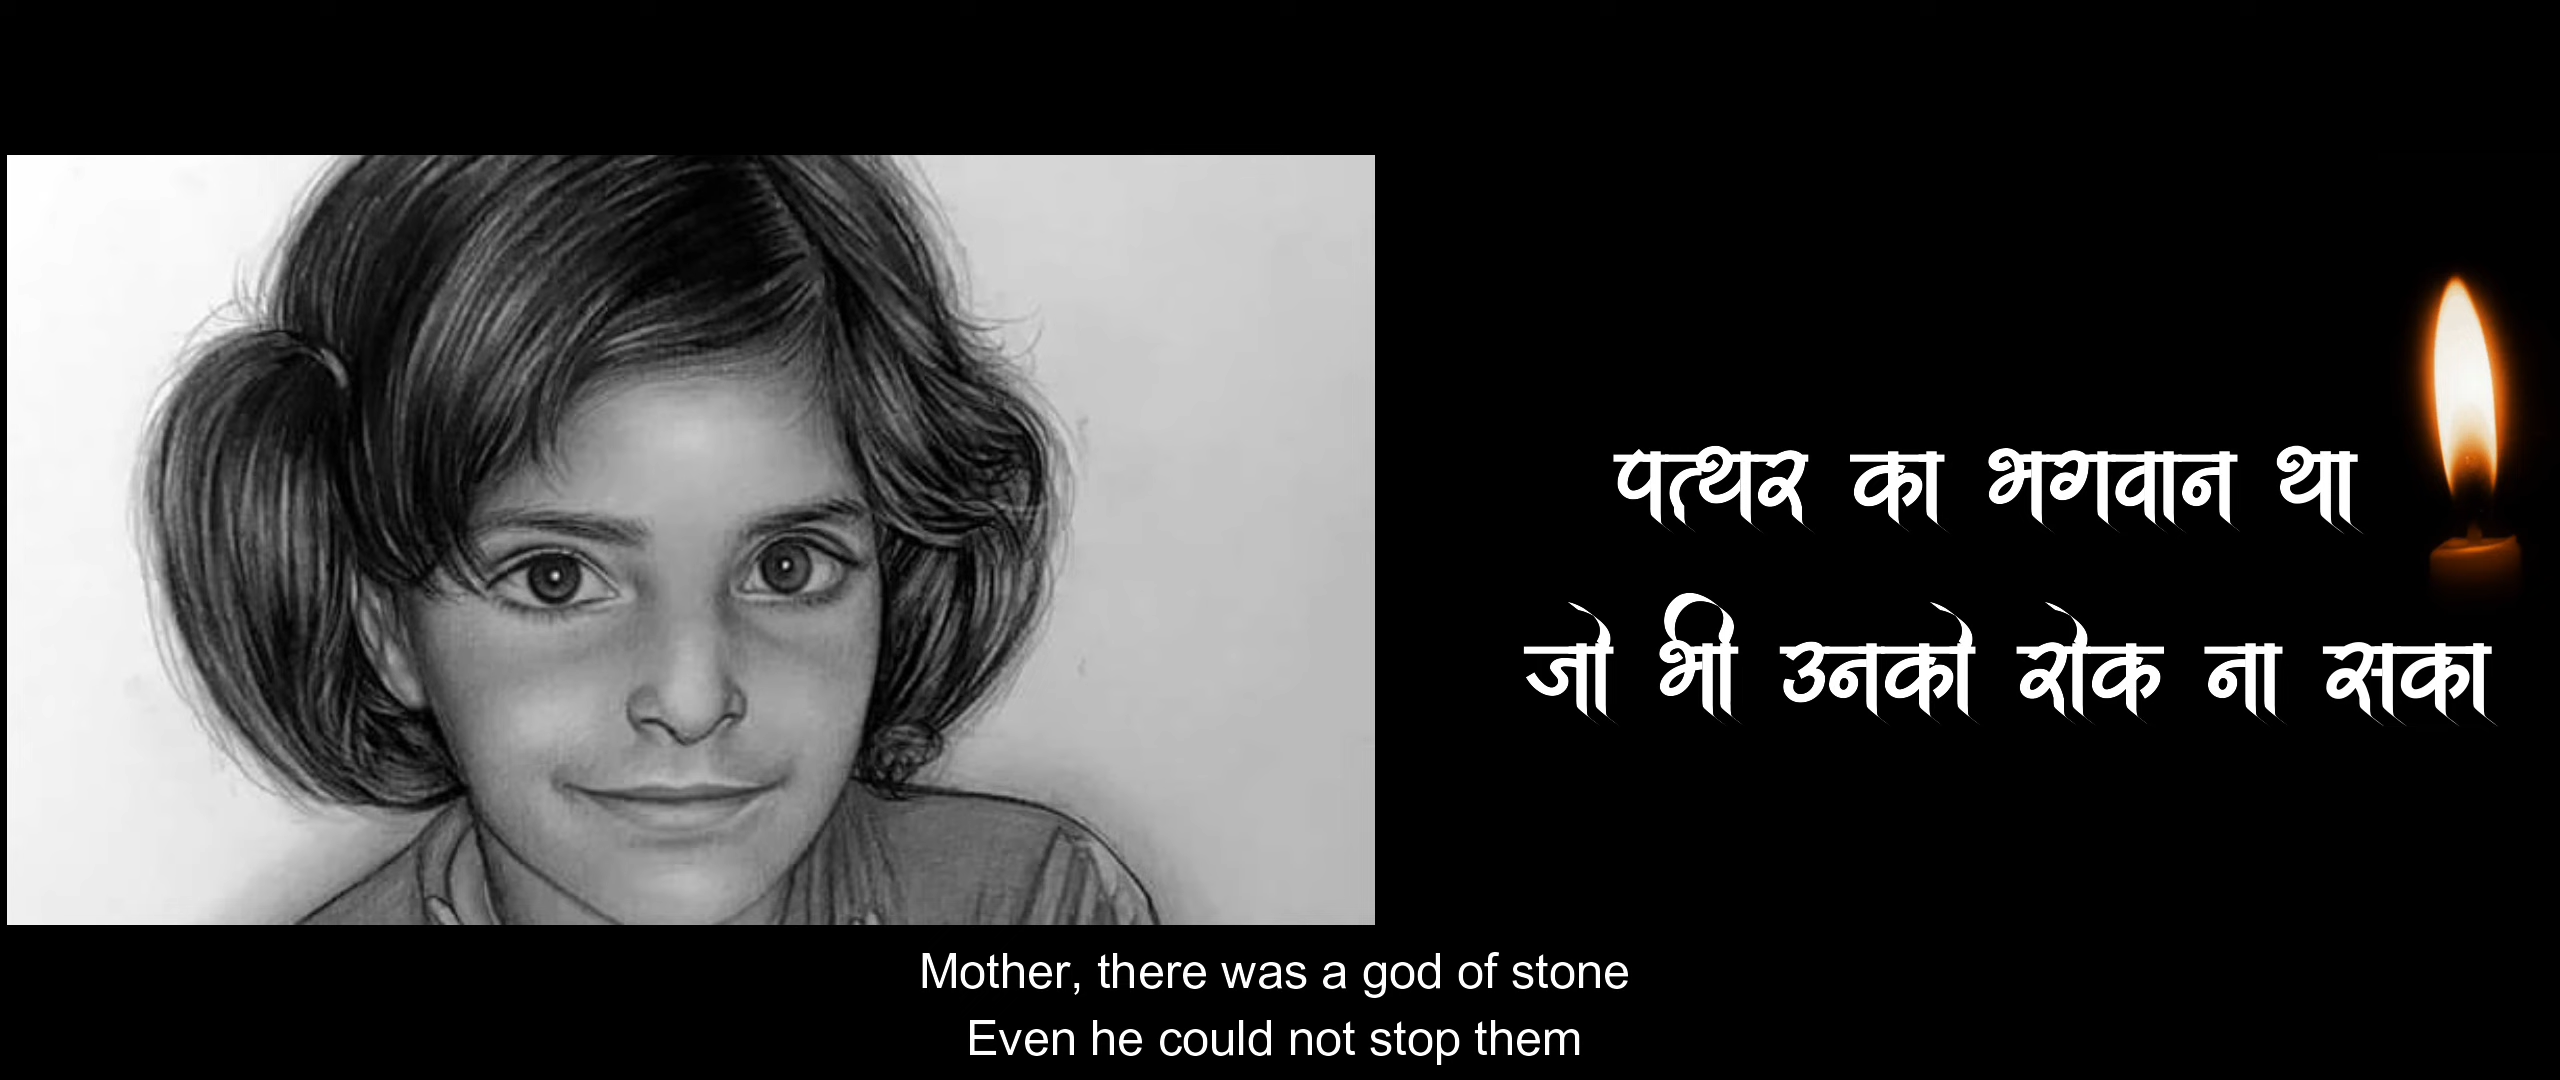 पत्थर का भगवान था
जो भी उनको रोक ना सका
Mother, there was a god of stone
Even he could not stop them